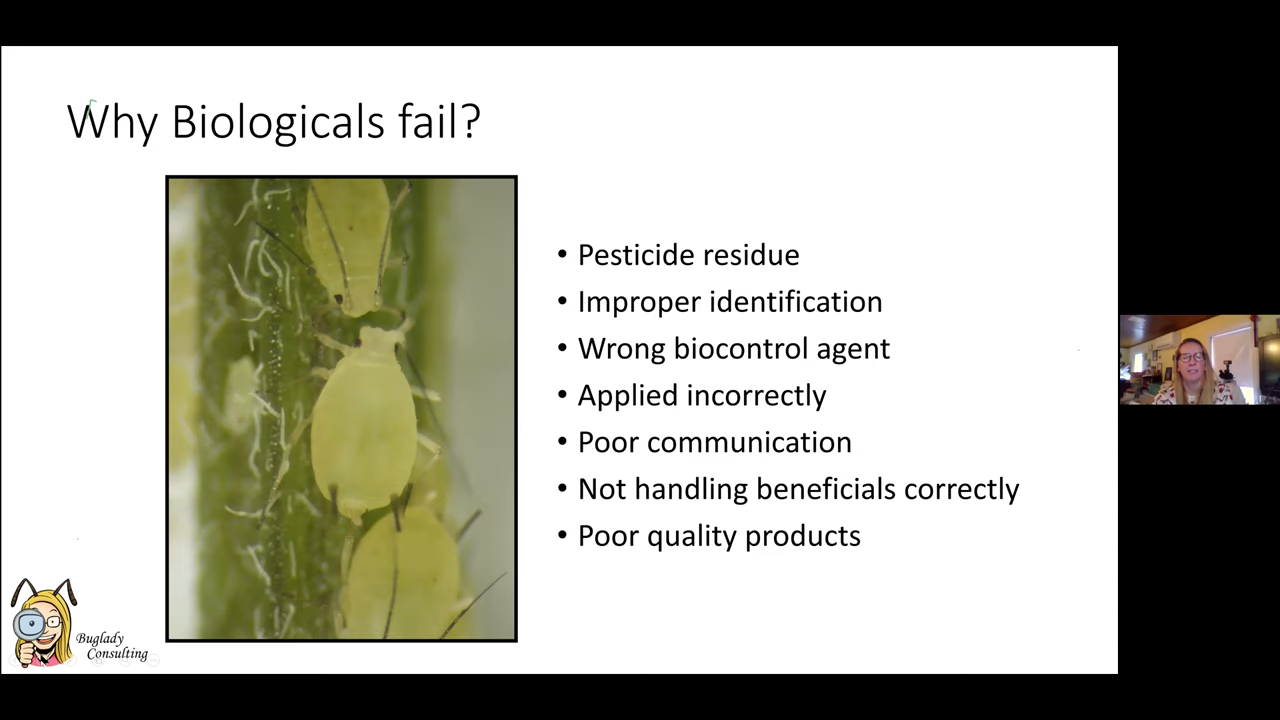 Why Biologicals fail?
• Pesticide residue
• Improper identification
• Wrong biocontrol agent
• Applied incorrectly
• Poor communication
• Not handling beneficials correctly
• Poor quality products
Buglady
Consulting